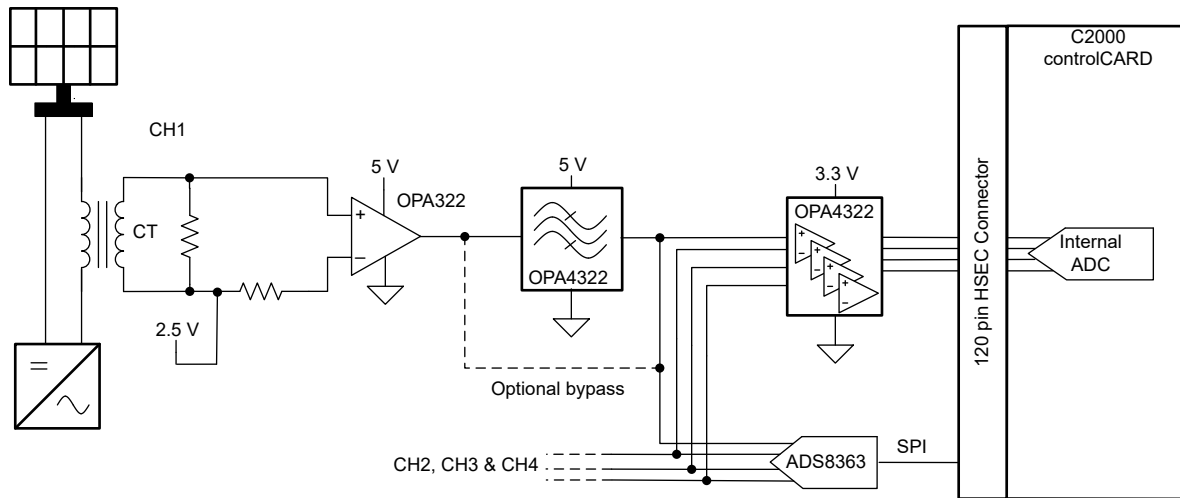 C2000
controlCARD
CH1
5 V
OPA322
5 V
3.3 V
OPA4322
120 pin HSEC Connector
+
−
CT
Internal
ADC
OPA4322
+
−
+
−
+
−
+
−
2.5 V
Optional bypass
CH2, CH3 & CH4
ADS8363
SPI